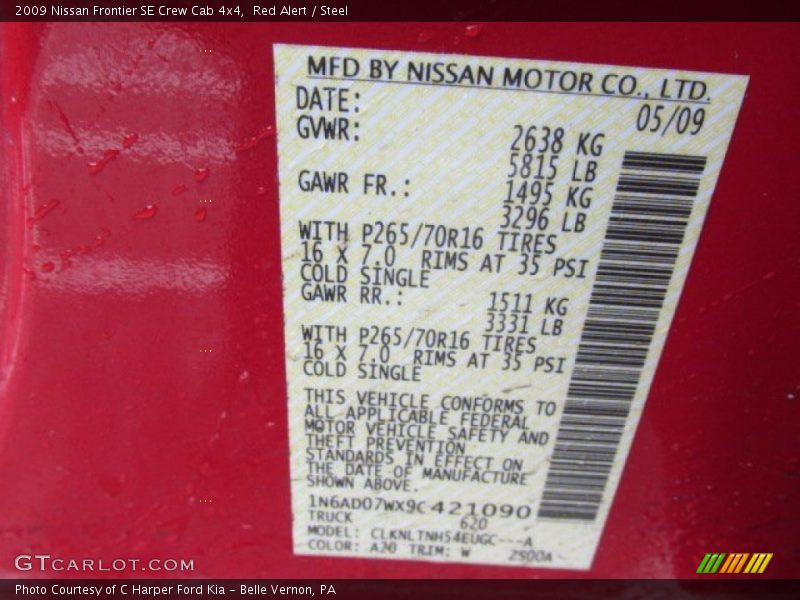 2009 Nissan Frontier SE Crew Cab 4x4,  Red Alert / Steel
MFD BY NISSAN MOTOR CO., LTD.
DATE: 05/09
GVWR: 2638 KG
5815 LB
GAWR FR.: 1495 KG
3296 LB
WITH P265/70R16 TIRES
16 X 7.0 RIMS AT 35 PSI
COLD SINGLE
GAWR RR.: 1511 KG
3331 LB
WITH P265/70R16 TIRES
16 X 7.0 RIMS AT 35 PSI
COLD SINGLE
THIS VEHICLE CONFORMS TO
ALL APPLICABLE FEDERAL
MOTOR VEHICLE SAFETY AND
THEFT PREVENTION
STANDARDS IN EFFECT ON
THE DATE OF MANUFACTURE
SHOWN ABOVE.
1N6AD07WX9C421090
TRUCK 620
MODEL: CLKNLTNHS4EUGC---A
COLOR: A20 TRIM: W 2500A-
GTCARLOT.COM
Photo Courtesy of C Harper Ford Kia - Belle Vernon, PA